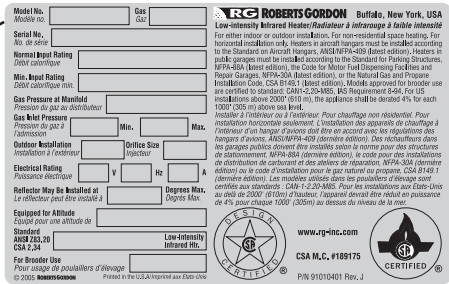 Model No.
Modèle no.
Gas
Gaz
Serial No.
No. de série
Normal Input Rating
Débit calorifique
Min. Input Rating
Débit calorifique min.
Gas Pressure at Manifold
Pression du gaz au distributeur
Gas Inlet Pressure
Pression du gaz à
l'admission
Min.
Max.
Outdoor Installation
Installation à l'extérieur
Orifice Size
Injecteur
Electrical Rating
Puissance électrique
V
Hz
A
Reflector May Be Installed at
Le réflecteur peut être installé à
Degrees Max.
Degrés Max.
Equipped for Altitude
Équipé pour une altitude de
Standard
ANSI Z83.20
CSA 2.34
Low-Intensity
Infrared Htr.
For Brooder Use
Pour usage de poulaillers d'élevage
© 2005 ROBERTSGORDON
Printed in the U.S.A/Imprimé aux Etats-Unis
RG ROBERTSGORDON Buffalo, New York, USA
Low-intensity Infrared Heater/Radiateur à infrarouge à faible intensité
For either indoor or outdoor installation. For non-residential space heating. For
horizontal installation only. Heaters in aircraft hangars must be installed according
to the Standard on Aircraft Hangars, ANSI/NFPA-409 (latest edition). Heaters in
public garages must be installed according to the Standard for Parking Structures,
NFPA-88A (latest edition), the Code for Motor Fuel Dispensing Facilities and
Repair Garages, NFPA-30A (latest edition), or the Natural Gas and Propane
Installation Code, CSA B149.1 (latest edition). Models approved for brooder use
are certified to standard: CAN1-2.20-M85, IAS Requirement 8-94. For US
installations above 2000' (610 m), the appliance shall be derated 4% for each
1000' (305 m) above sea level.
Installer à l'intérieur ou à l'extérieur. Pour chauffage non résidentiel. Pour
installation horizontale seulement. Installation des appareils de chauffage à
l'intérieur d'un hangar d'avions doit être en accord avec les régulations des
hangars d'avions, ANSI/NFPA-409 (dernière édition). Des réchauffeurs dans
les garages publics doivent être installés selon la norme pour des structures
de stationnement, NFPA-88A (dernière édition), le code pour des installations
de distribution de carburant et des ateliers de réparation, NFPA-30A (dernière
édition) ou le code d'installation pour le gaz naturel ou propane, CSA B149.1
(dernière édition). Les modèles utilisés pour les poulaillers d'élevage sont
certifiés aux standards : CAN-1-2.20-M85. Pour les installations aux Etats-Unis
au delà de 2000' (610 m) d'hauteur, l'appareil devrait être réduit en puissance
de 4% pour chaque 1000' (305 m) au dessus du niveau de la mer.
DESIGN
CERTIFIED
®
www.rg-inc.com
CSA M.C. #189175
P/N 91010401 Rev. J
CERTIFIED
®